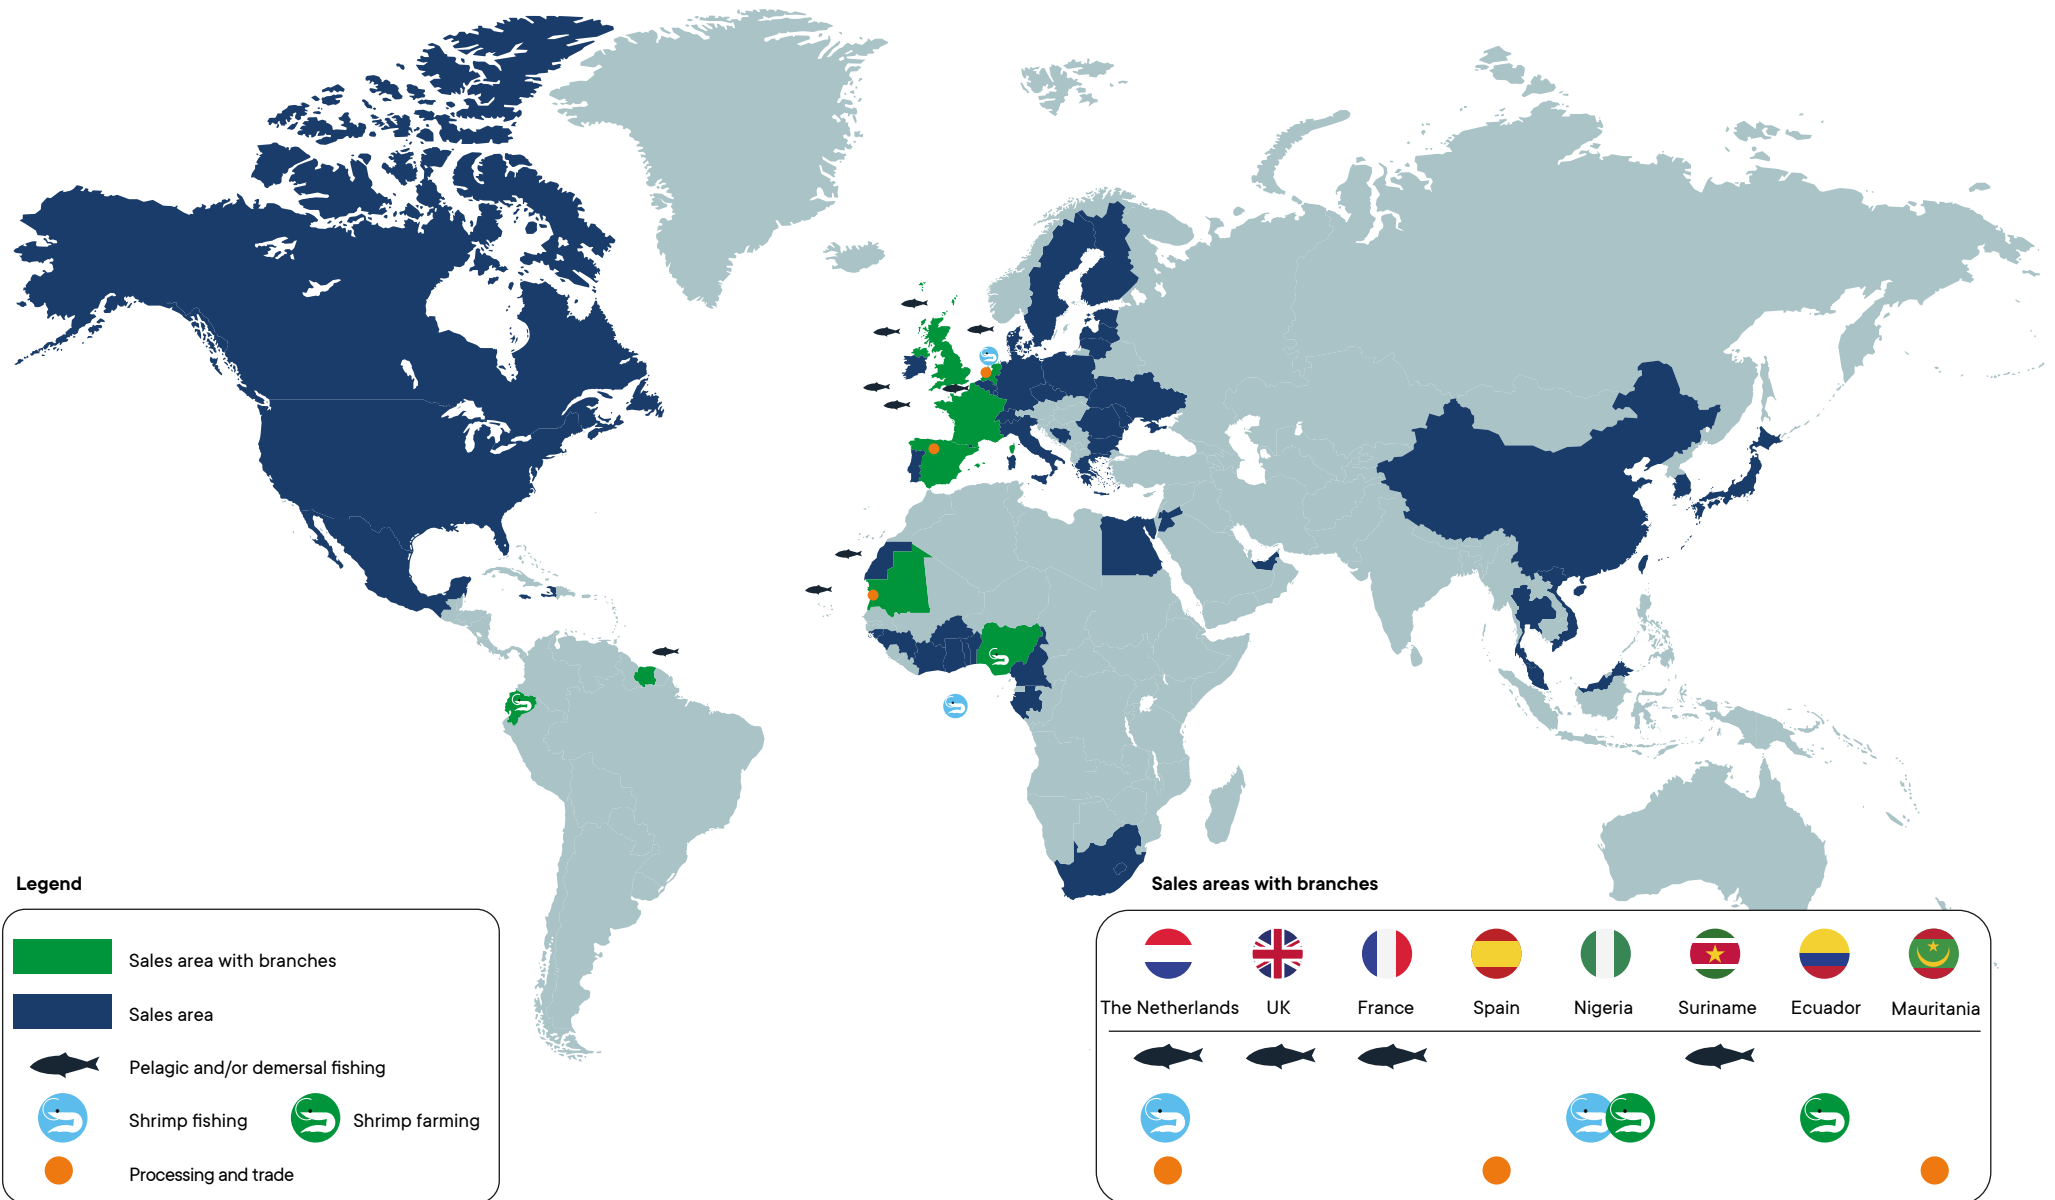 Legend
Sales area with branches
Sales area
Pelagic and/or demersal fishing
Shrimp fishing Shrimp farming
Processing and trade
Sales areas with branches
The Netherlands UK France Spain Nigeria Suriname Ecuador Mauritania